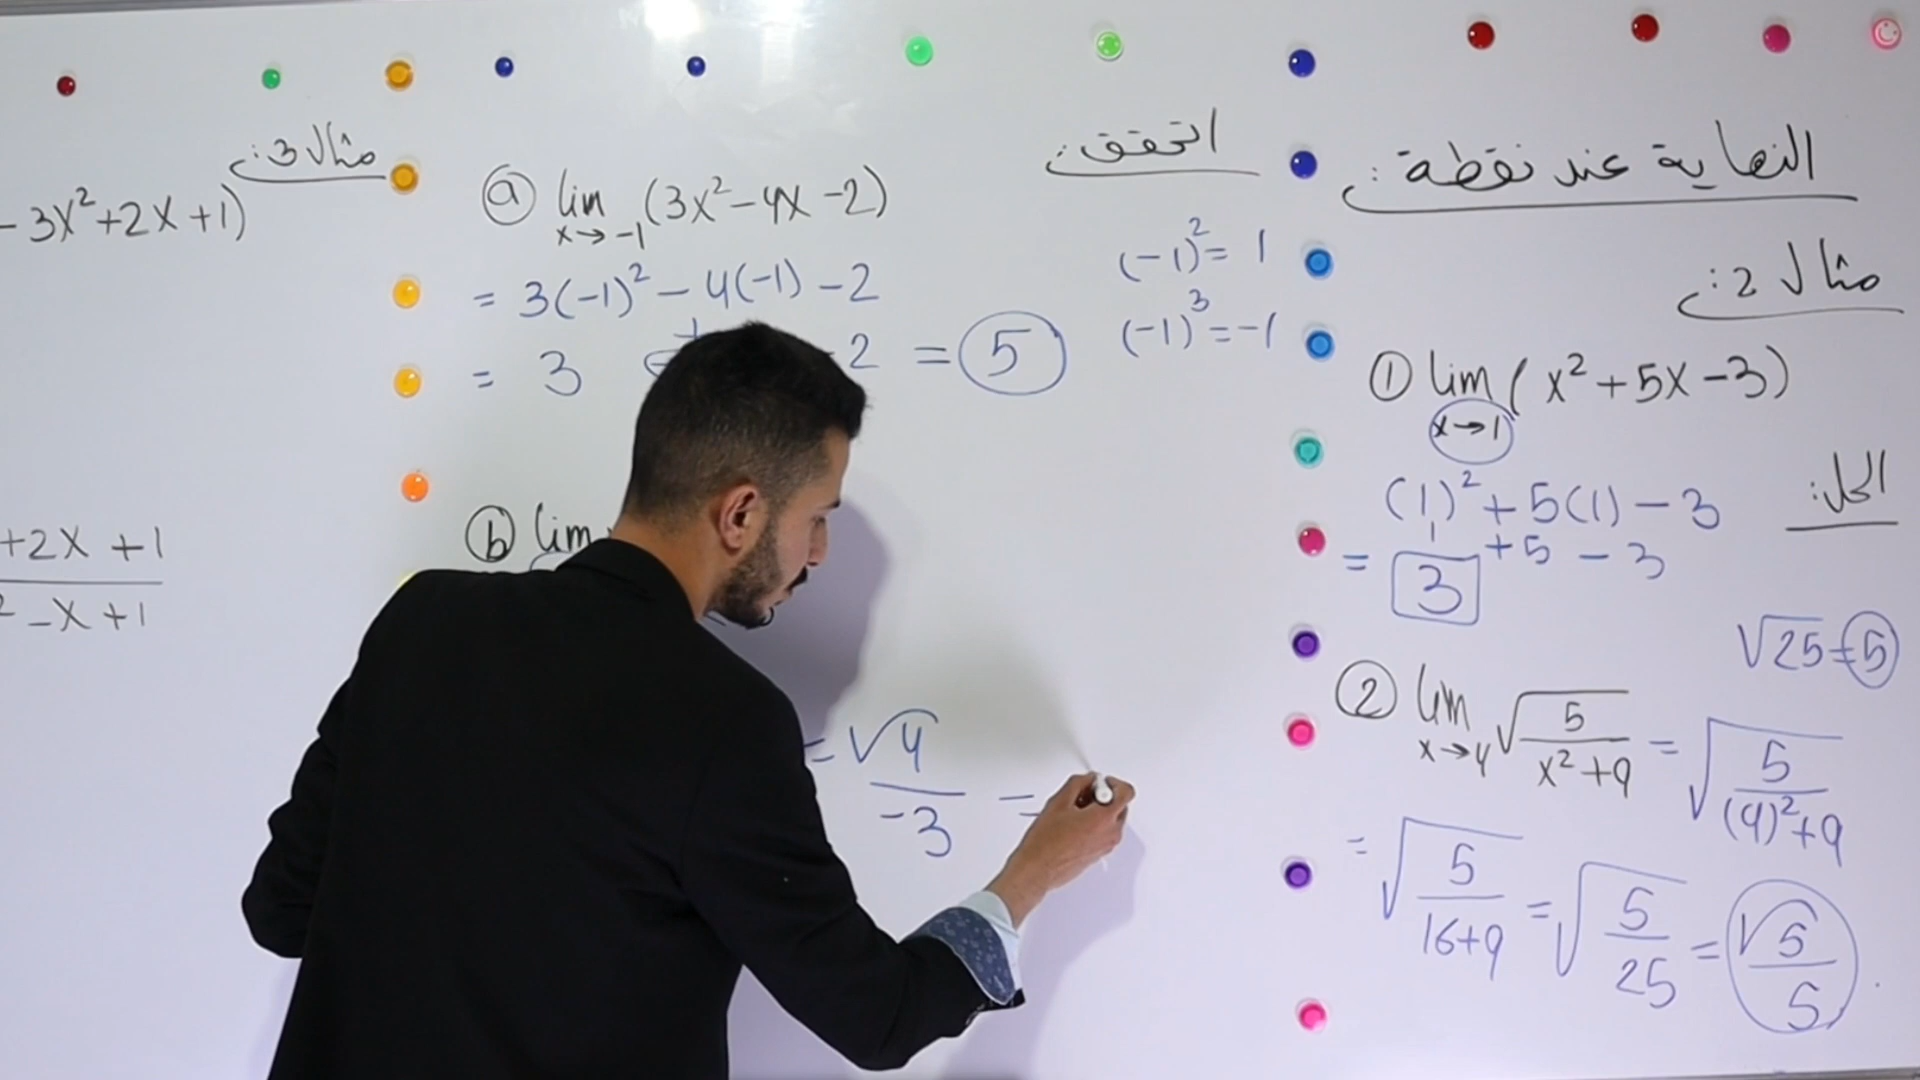 النهاية عند نقطة:
مثال 2:
① lim x→1 (x² + 5x - 3)
الحل:
(1)² + 5(1) - 3
1 + 5 - 3
= 3
√25 = 5
② lim x→4 √(5/(x²+9)) = √(5/((4)²+9))
= √(5/(16+9)) = √(5/25) = √5/5
اتحقق:
ⓐ lim x→-1 (3x² - 4x - 2)
= 3(-1)² - 4(-1) - 2
= 3 2 = 5
(-1)² = 1
(-1)³ = -1
ⓑ lim
= √4/-3 =
مثال 3:
- 3x² + 2x + 1)
+2x + 1
² - x + 1